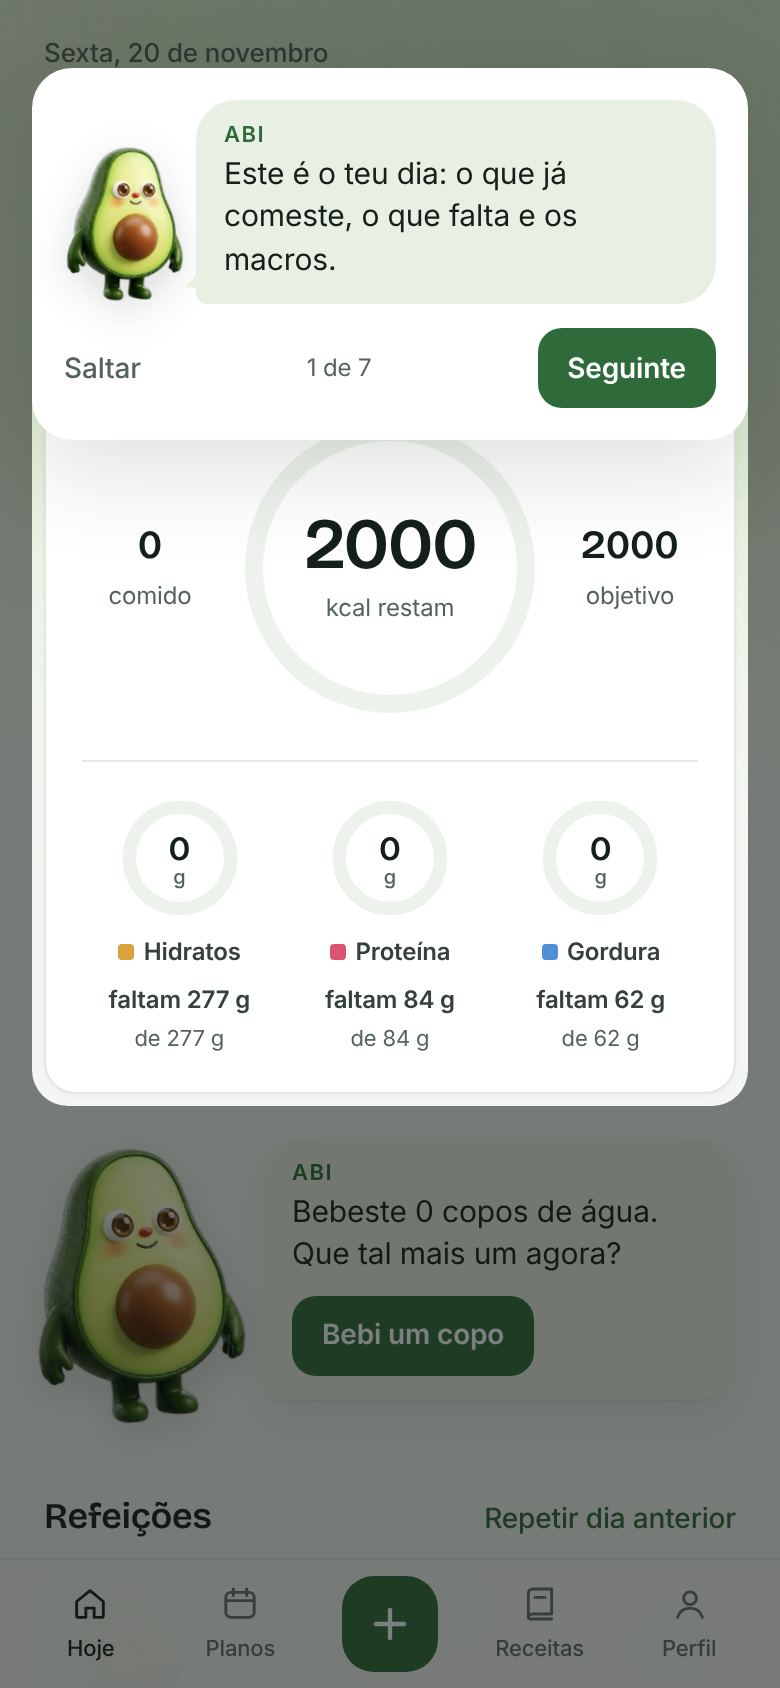 Sexta, 20 de novembro
ABI
Este é o teu dia: o que já
comeste, o que falta e os
macros.
Saltar
1 de 7
Seguinte
0
comido
2000
kcal restam
2000
objetivo
0
g
Hidratos
faltam 277 g
de 277 g
0
g
Proteína
faltam 84 g
de 84 g
0
g
Gordura
faltam 62 g
de 62 g
ABI
Bebeste 0 copos de água.
Que tal mais um agora?
Bebi um copo
Refeições
Repetir dia anterior
Hoje
Planos
Receitas
Perfil